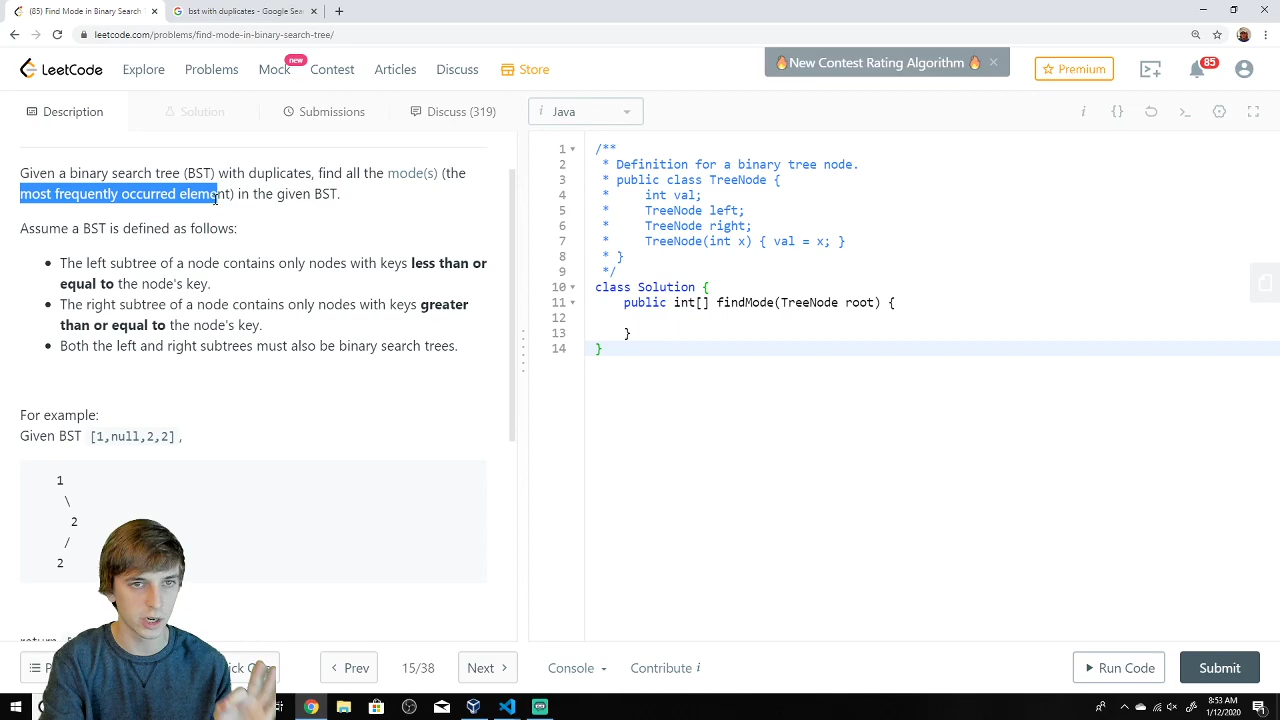 (85) Find Mode in Binary Search T
bst with duplicates - Google Sear
leetcode.com/problems/find-mode-in-binary-search-tree/
LeetCode
Explore
Problems
Mock
new
Contest
Articles
Discuss
Store
🔥New Contest Rating Algorithm 🔥
Premium
85
Description
Solution
Submissions
Discuss (319)
i Java
Given a binary search tree (BST) with duplicates, find all the mode(s) (the
most frequently occurred element) in the given BST.
Assume a BST is defined as follows:
• The left subtree of a node contains only nodes with keys less than or
equal to the node's key.
• The right subtree of a node contains only nodes with keys greater
than or equal to the node's key.
• Both the left and right subtrees must also be binary search trees.
For example:
Given BST [1,null,2,2],
1
\
2
/
2
1 /**
2 * Definition for a binary tree node.
3 * public class TreeNode {
4 *     int val;
5 *     TreeNode left;
6 *     TreeNode right;
7 *     TreeNode(int x) { val = x; }
8 * }
9 */
10 class Solution {
11     public int[] findMode(TreeNode root) {
12
13     }
14 }
Prev
15/38
Next
Console
Contribute i
Run Code
Submit
8:53 AM
1/12/2020